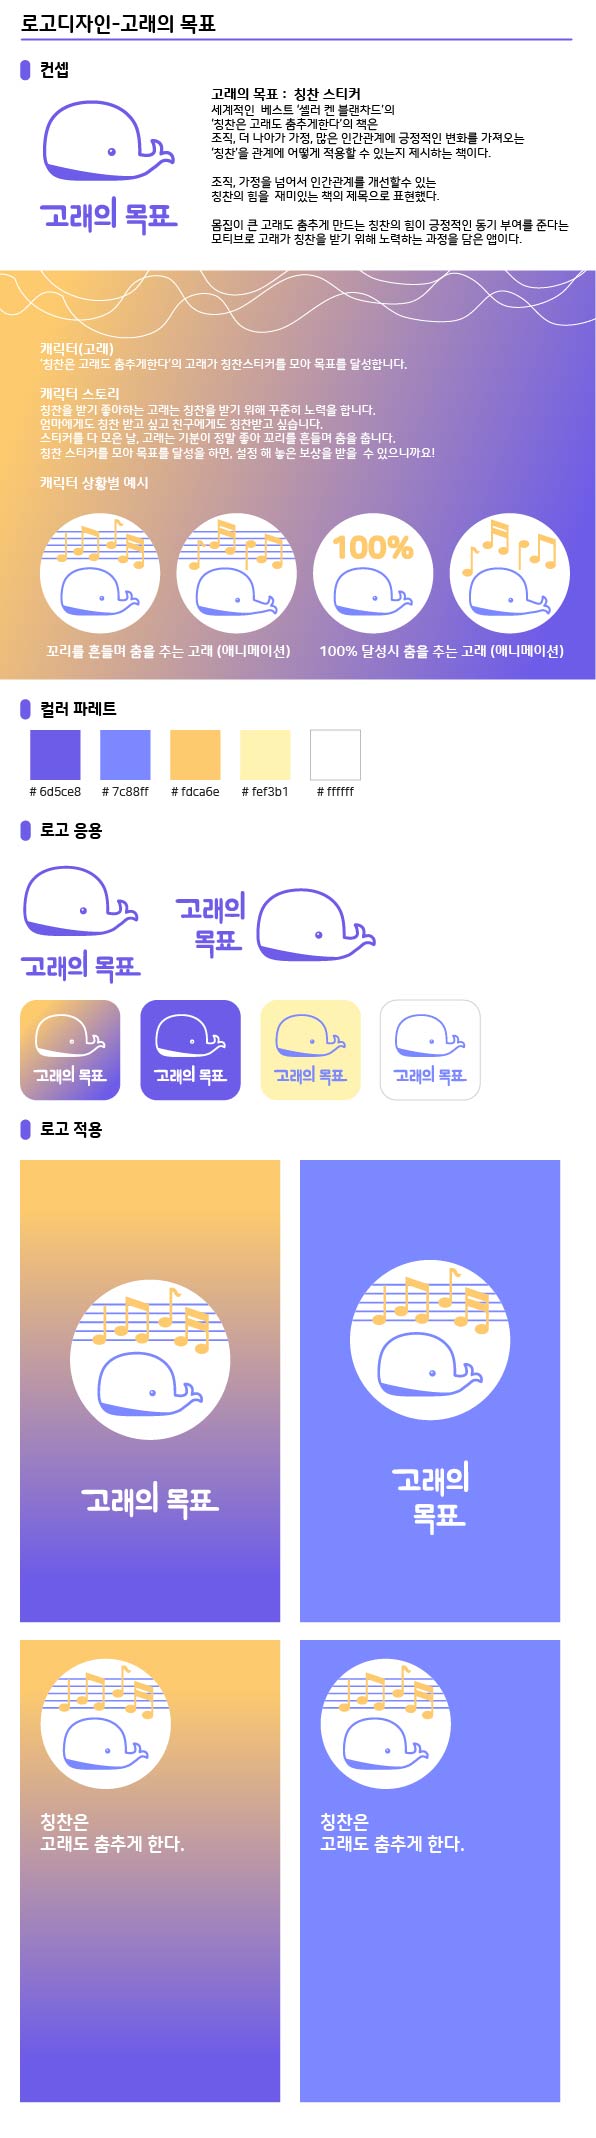 로고디자인-고래의 목표
컨셉
고래의 목표
고래의 목표 : 칭찬 스티커
세계적인 베스트 '셀러 켄 블랜차드'의
'칭찬은 고래도 춤추게한다'의 책은
조직, 더 나아가 가정, 많은 인간관계에 긍정적인 변화를 가져오는
'칭찬'을 관계에 어떻게 적용할 수 있는지 제시하는 책이다.
조직, 가정을 넘어서 인간관계를 개선할수 있는
칭찬의 힘을 재미있는 책의 제목으로 표현했다.
몸집이 큰 고래도 춤추게 만드는 칭찬의 힘이 긍정적인 동기 부여를 준다는
모티브로 고래가 칭찬을 받기 위해 노력하는 과정을 담은 앱이다.
캐릭터(고래)
'칭찬은 고래도 춤추게한다'의 고래가 칭찬스티커를 모아 목표를 달성합니다.
캐릭터 스토리
칭찬을 받기 좋아하는 고래는 칭찬을 받기 위해 꾸준히 노력을 합니다.
엄마에게도 칭찬 받고 싶고 친구에게도 칭찬받고 싶습니다.
스티커를 다 모은 날, 고래는 기분이 정말 좋아 꼬리를 흔들며 춤을 춥니다.
칭찬 스티커를 모아 목표를 달성을 하면, 설정 해 놓은 보상을 받을 수 있으니까요!
캐릭터 상황별 예시
100%
꼬리를 흔들며 춤을 추는 고래 (애니메이션)
100% 달성시 춤을 추는 고래 (애니메이션)
컬러 파레트
# 6d5ce8
# 7c88ff
# fdca6e
# fef3b1
# ffffff
로고 응용
고래의 목표
고래의
목표
고래의 목표
고래의 목표
고래의 목표
고래의 목표
로고 적용
고래의 목표
고래의
목표
칭찬은
고래도 춤추게 한다.
칭찬은
고래도 춤추게 한다.